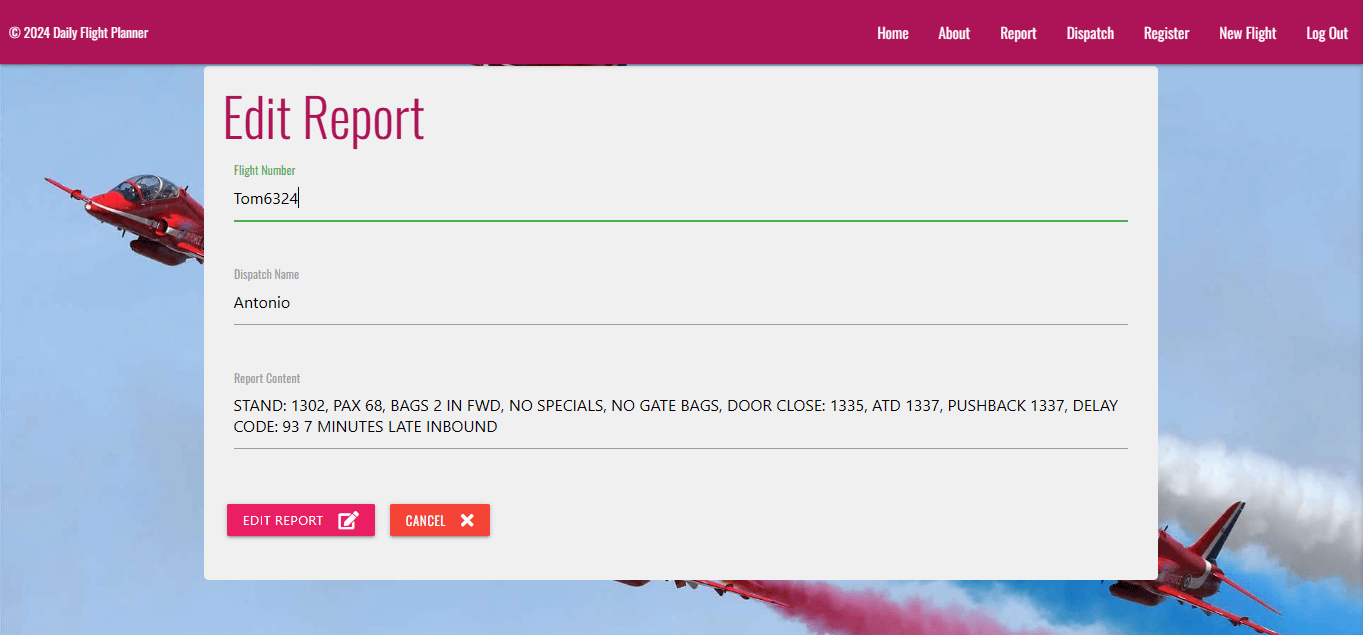 © 2024 Daily Flight Planner
Home About Report Dispatch Register New Flight Log Out
Edit Report
Flight Number
Tom6324
Dispatch Name
Antonio
Report Content
STAND: 1302, PAX 68, BAGS 2 IN FWD, NO SPECIALS, NO GATE BAGS, DOOR CLOSE: 1335, ATD 1337, PUSHBACK 1337, DELAY
CODE: 93 7 MINUTES LATE INBOUND
EDIT REPORT CANCEL